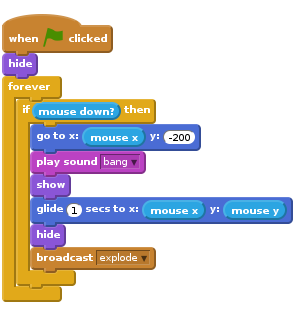 when clicked
hide
forever
if mouse down? then
go to x: mouse x y: -200
play sound bang
show
glide 1 secs to x: mouse x y: mouse y
hide
broadcast explode